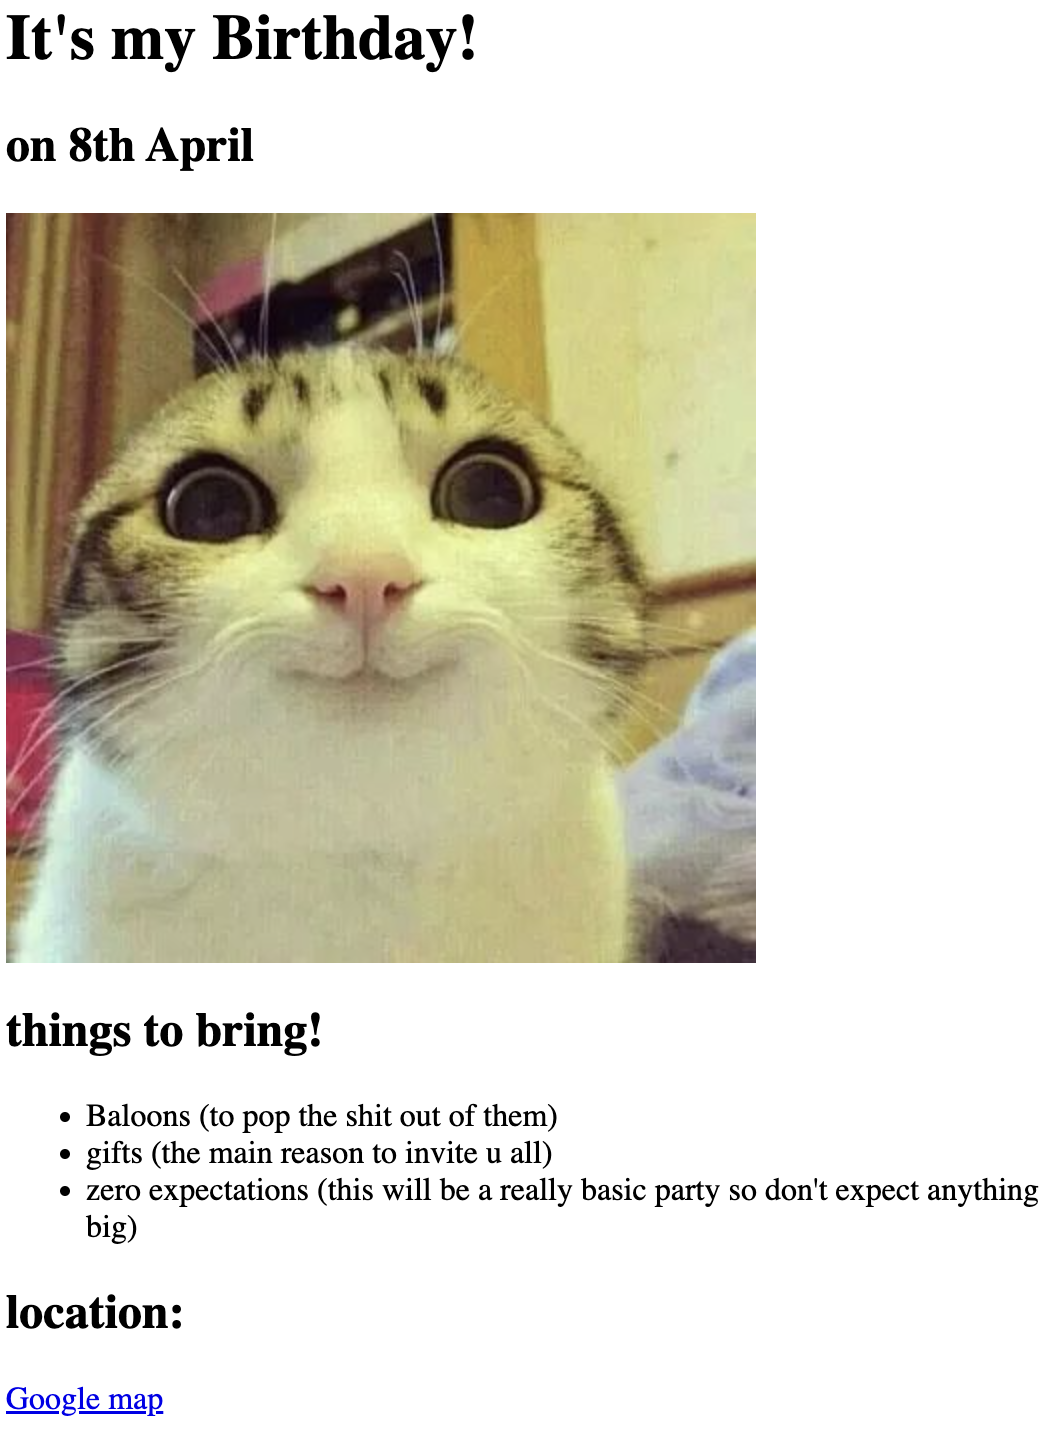 It's my Birthday!
on 8th April
things to bring!
Baloons (to pop the shit out of them)
gifts (the main reason to invite u all)
zero expectations (this will be a really basic party so don't expect anything
big)
location:
Google map